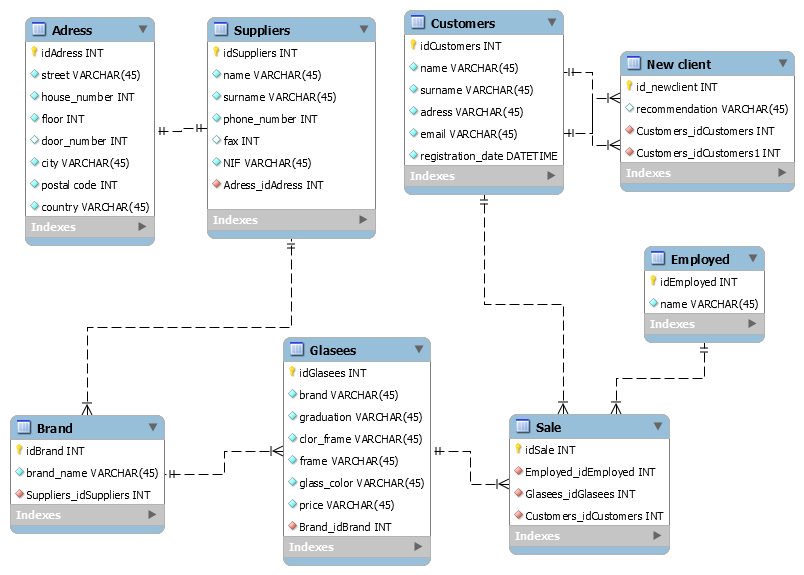 Adress
idAdress INT
street VARCHAR(45)
house_number INT
floor INT
door_number INT
city VARCHAR(45)
postal code INT
country VARCHAR(45)
Indexes
Suppliers
idSuppliers INT
name VARCHAR(45)
surname VARCHAR(45)
phone_number INT
fax INT
NIF VARCHAR(45)
Adress_idAdress INT
Indexes
Customers
idCustomers INT
name VARCHAR(45)
surname VARCHAR(45)
adress VARCHAR(45)
email VARCHAR(45)
registration_date DATETIME
Indexes
New client
id_newclient INT
recommendation VARCHAR(45)
Customers_idCustomers INT
Customers_idCustomers1 INT
Indexes
Employed
idEmployed INT
name VARCHAR(45)
Indexes
Glasees
idGlasees INT
brand VARCHAR(45)
graduation VARCHAR(45)
clor_frame VARCHAR(45)
frame VARCHAR(45)
glass_color VARCHAR(45)
price VARCHAR(45)
Brand_idBrand INT
Indexes
Brand
idBrand INT
brand_name VARCHAR(45)
Suppliers_idSuppliers INT
Indexes
Sale
idSale INT
Employed_idEmployed INT
Glasees_idGlasees INT
Customers_idCustomers INT
Indexes